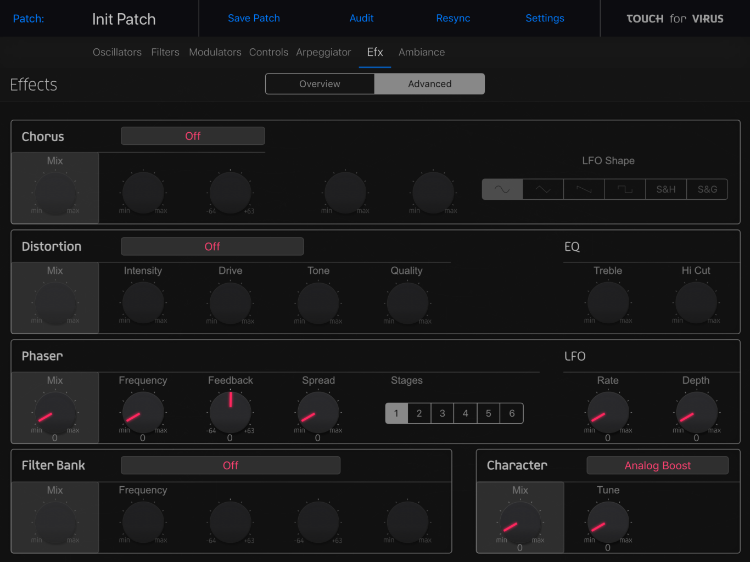 Patch: Init Patch Save Patch Audit Resync Settings TOUCH for VIRUS
Oscillators Filters Modulators Controls Arpeggiator Efx Ambiance
Effects Overview Advanced
Chorus Off
Mix LFO Shape
S&H S&G
min max min max -64 +63 min max min max
Distortion Off EQ
Mix Intensity Drive Tone Quality Treble Hi Cut
min max min max min max min max min max min max min max
Phaser LFO
Mix Frequency Feedback Spread Stages Rate Depth
1 2 3 4 5 6
min max min max -64 +63 min max min max min max
0 0 0 0 0 0
Filter Bank Off Character Analog Boost
Mix Frequency Mix Tune
min max min max -64 +63 min max -64 +63 min max min max
0 0